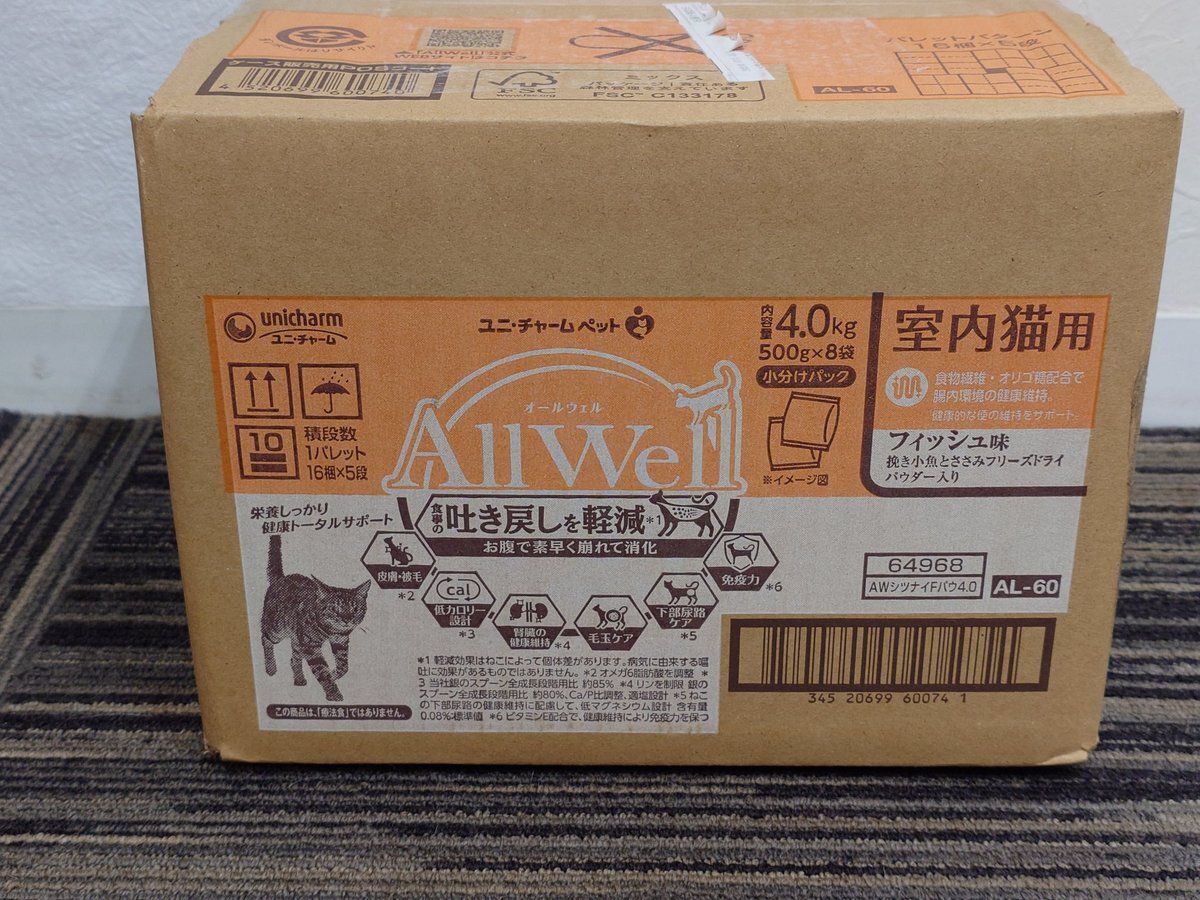 WEBサイトはコチラ
ケース販売用POSコード
FSC
www.fsc.org
ミックス
FSC™ C133178
パレットパターン
16梱×5段
AL-60
unicharm
ユニ・チャーム
ユニ・チャーム ペット
内容量 4.0kg
500g×8袋
小分けパック
※イメージ図
室内猫用
食物繊維・オリゴ糖配合で
腸内環境の健康維持。
健康的な便の維持をサポート。
フィッシュ味
挽き小魚とささみフリーズドライ
パウダー入り
10
積段数
1パレット
16梱×5段
オールウェル
AllWell
栄養しっかり
健康トータルサポート
食事の吐き戻しを軽減*1
お腹で素早く崩れて消化
皮膚・被毛
*2
cal
低カロリー
設計
*3
腎臓の
健康維持
*4
毛玉ケア
下部尿路
ケア
*5
免疫力
*6
*1 軽減効果はねこによって個体差があります。病気に由来する嘔
吐に効果があるものではありません。 *2 オメガ6脂肪酸を調整 *
3 当社銀のスプーン全成長段階用比 約85% *4 リンを制限 銀の
スプーン全成長段階用比 約80%、Ca/P比調整、適塩設計 *5 ねこ
の下部尿路の健康維持に配慮して、低マグネシウム設計 含有量
0.08%:標準値 *6 ビタミンE配合で、健康維持により免疫力を保つ
この商品は、「療法食」ではありません。
64968
AWシツナイFパウ4.0
AL-60
345 20699 60074 1